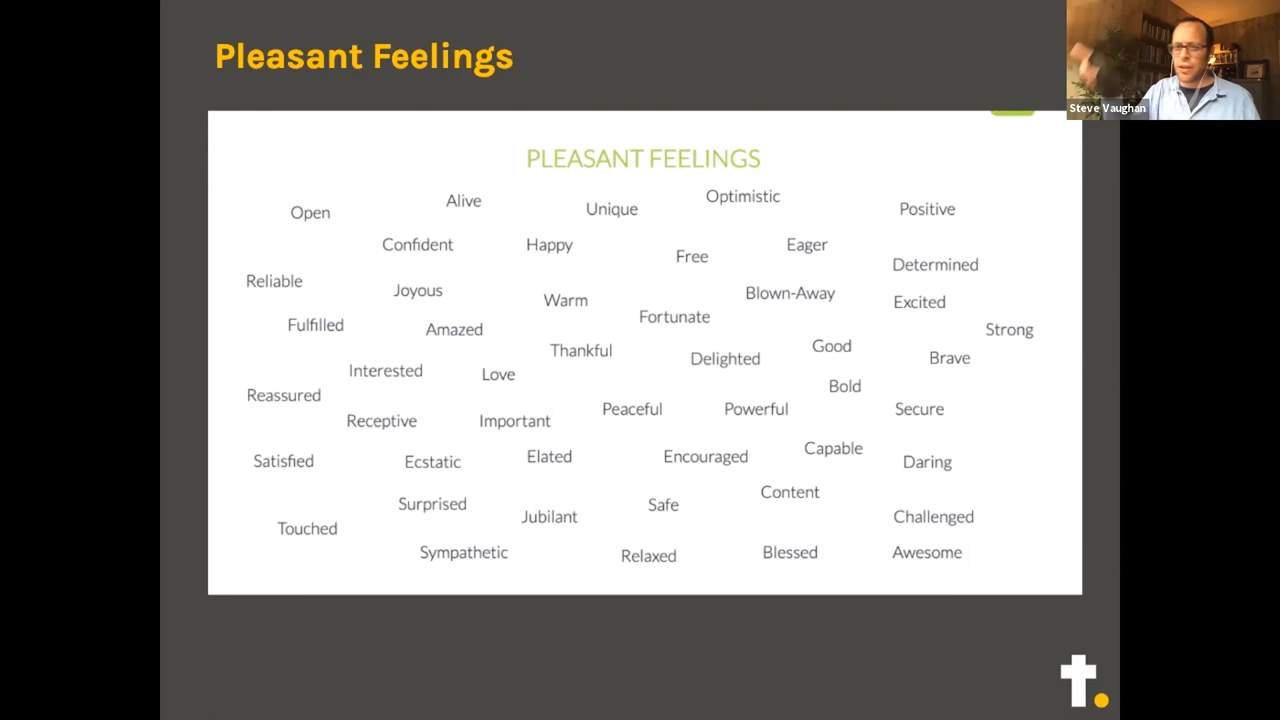 Pleasant Feelings
Steve Vaughan
PLEASANT FEELINGS
Open Alive Unique Optimistic Positive
Confident Happy Free Eager
Reliable Joyous Warm Blown-Away Determined
Fulfilled Amazed Fortunate Excited
Strong
Interested Love Thankful Delighted Good Brave
Reassured Bold
Receptive Important Peaceful Powerful Secure
Satisfied Ecstatic Elated Encouraged Capable Daring
Surprised Jubilant Safe Content
Touched Challenged
Sympathetic Relaxed Blessed Awesome
t.